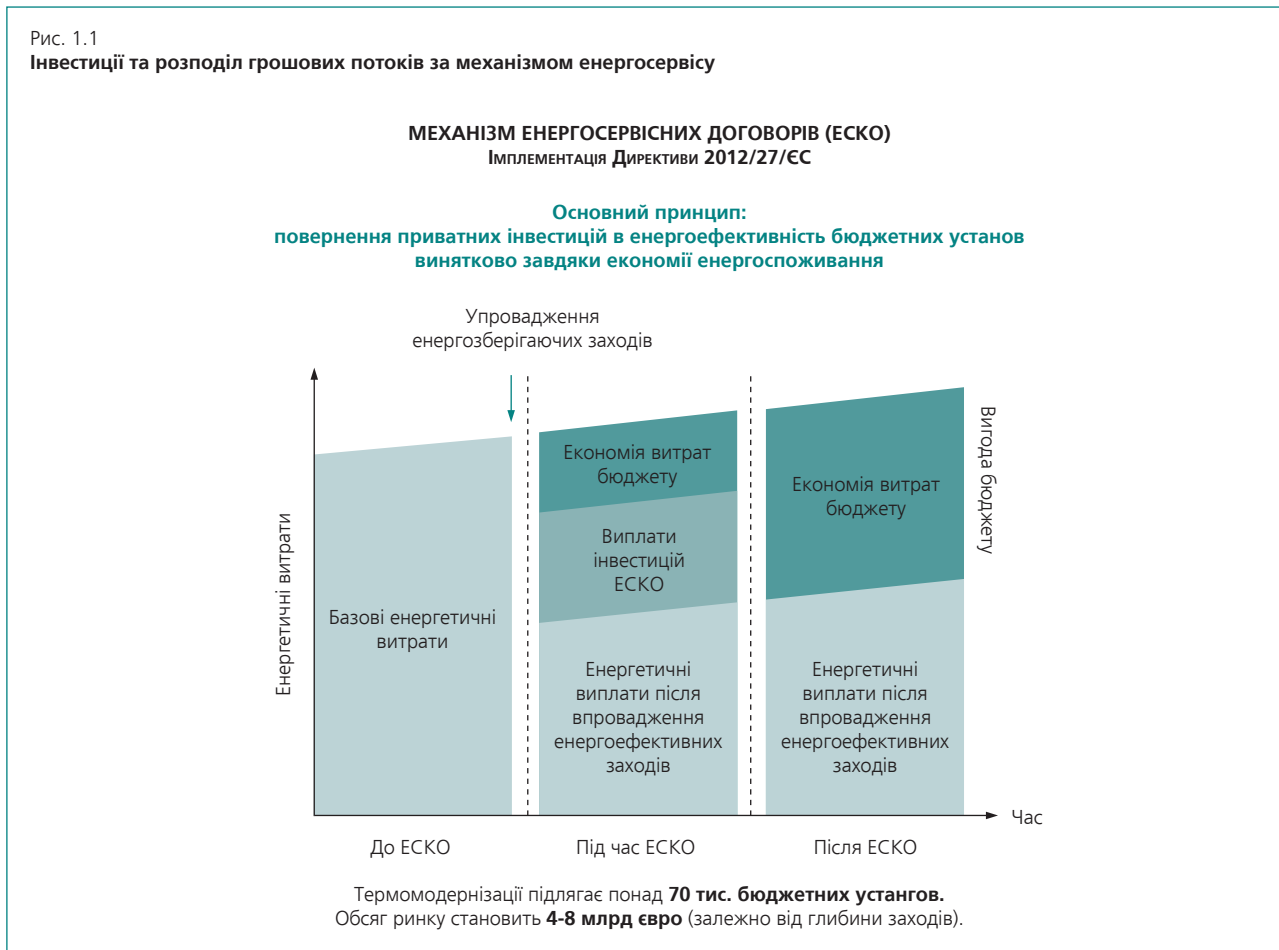 Рис. 1.1
Інвестиції та розподіл грошових потоків за механізмом енергосервісу
МЕХАНІЗМ ЕНЕРГОСЕРВІСНИХ ДОГОВОРІВ (ЕСКО)
Імплементація Директиви 2012/27/ЄС
Основний принцип:
повернення приватних інвестицій в енергоефективність бюджетних установ
винятково завдяки економії енергоспоживання
Упровадження
енергозберігаючих заходів
Енергетичні витрати
Базові енергетичні
витрати
Економія витрат
бюджету
Виплати
інвестицій
ЕСКО
Енергетичні
виплати після
впровадження
енергоефективних
заходів
Економія витрат
бюджету
Енергетичні
виплати після
впровадження
енергоефективних
заходів
Вигода бюджету
Час
До ЕСКО
Під час ЕСКО
Після ЕСКО
Термомодернізації підлягає понад 70 тис. бюджетних устангов.
Обсяг ринку становить 4-8 млрд євро (залежно від глибини заходів).